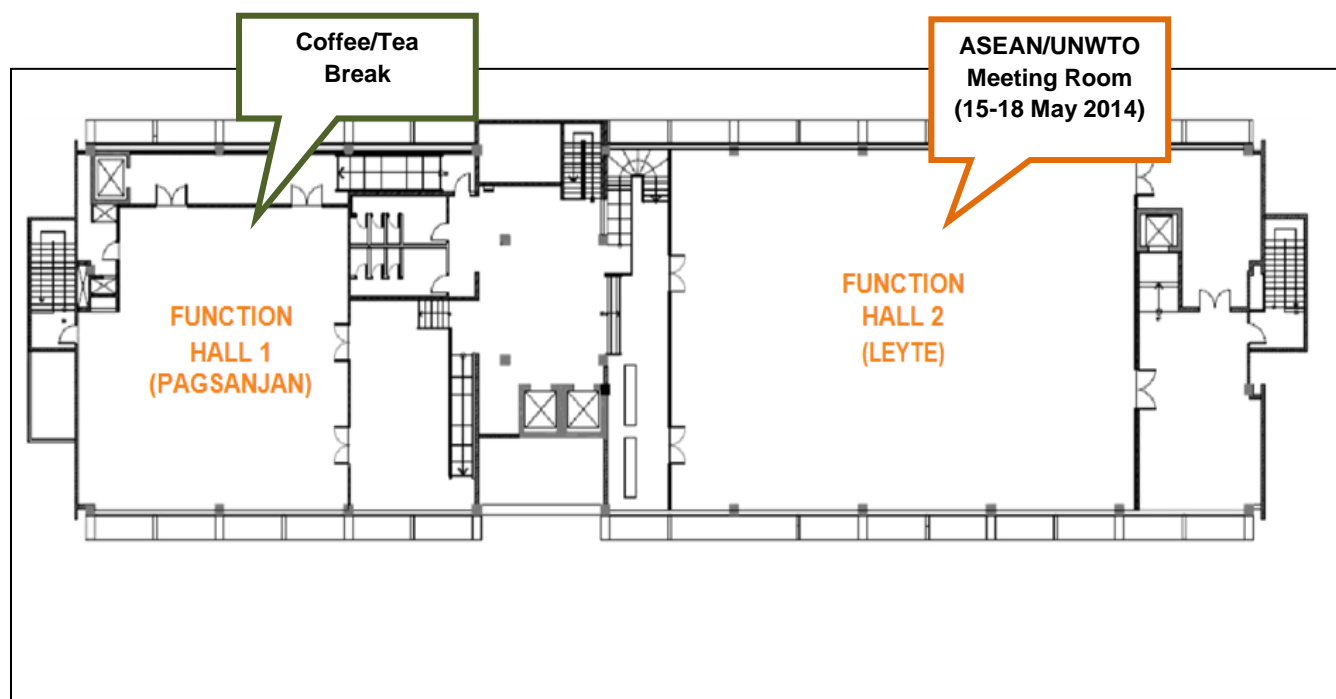 Coffee/Tea
Break
ASEAN/UNWTO
Meeting Room
(15-18 May 2014)
FUNCTION
HALL 1
(PAGSANJAN)
FUNCTION
HALL 2
(LEYTE)